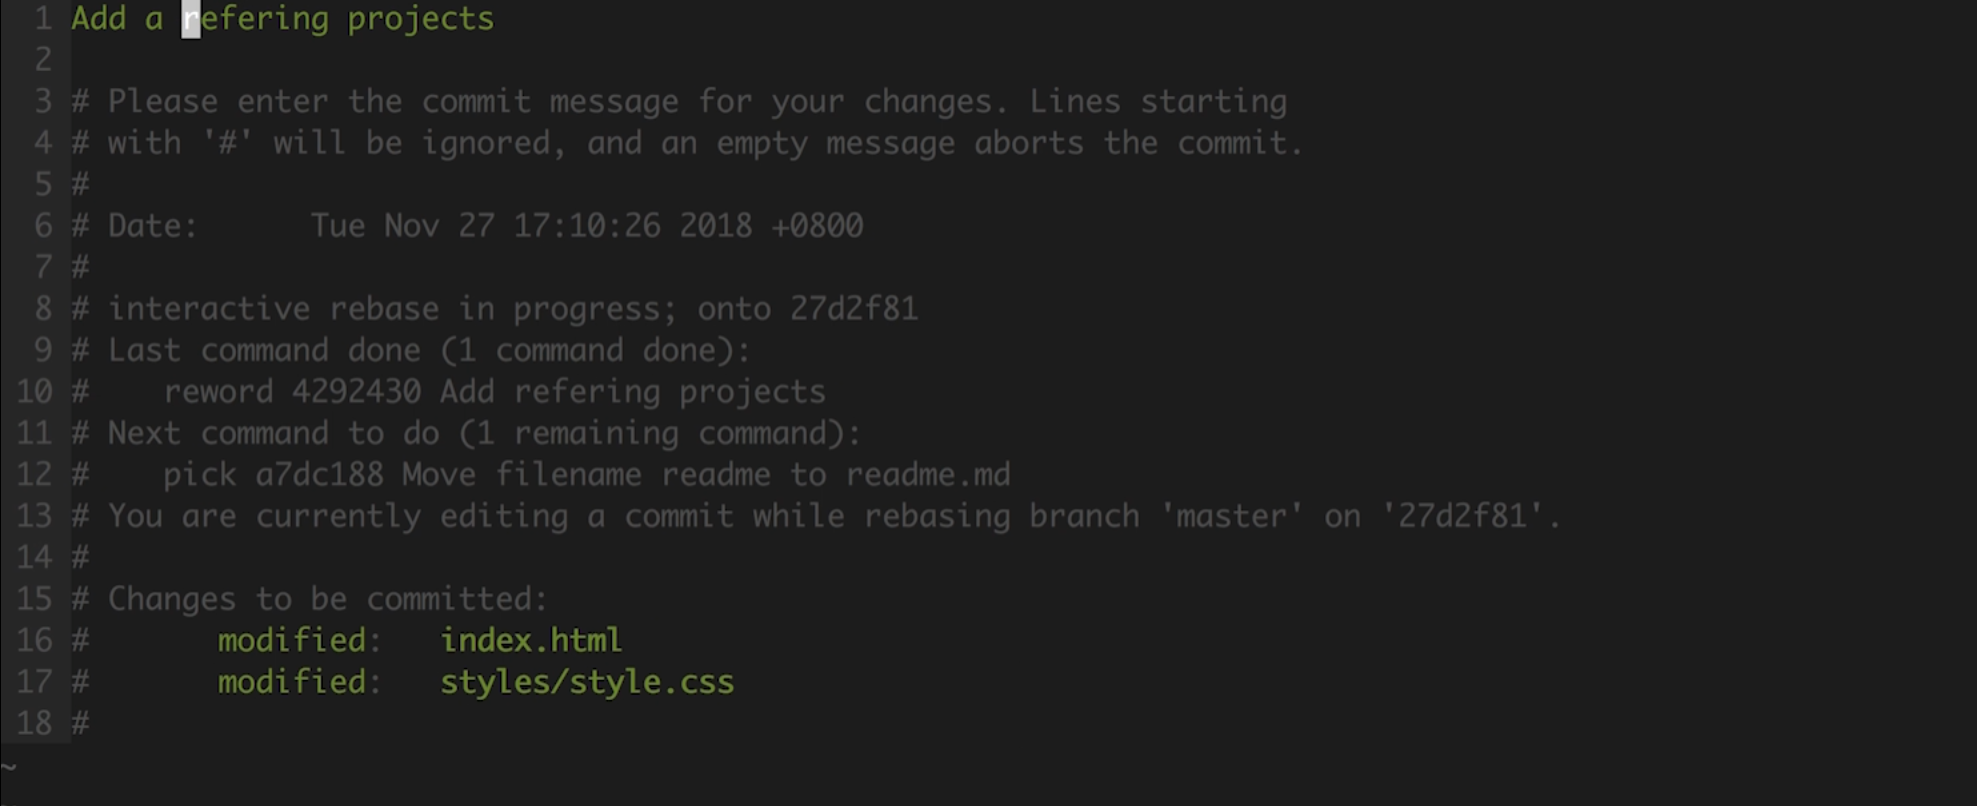 1 Add a refering projects
2
3 # Please enter the commit message for your changes. Lines starting
4 # with '#' will be ignored, and an empty message aborts the commit.
5 #
6 # Date:      Tue Nov 27 17:10:26 2018 +0800
7 #
8 # interactive rebase in progress; onto 27d2f81
9 # Last command done (1 command done):
10 #    reword 4292430 Add refering projects
11 # Next command to do (1 remaining command):
12 #    pick a7dc188 Move filename readme to readme.md
13 # You are currently editing a commit while rebasing branch 'master' on '27d2f81'.
14 #
15 # Changes to be committed:
16 #       modified:   index.html
17 #       modified:   styles/style.css
18 #
~